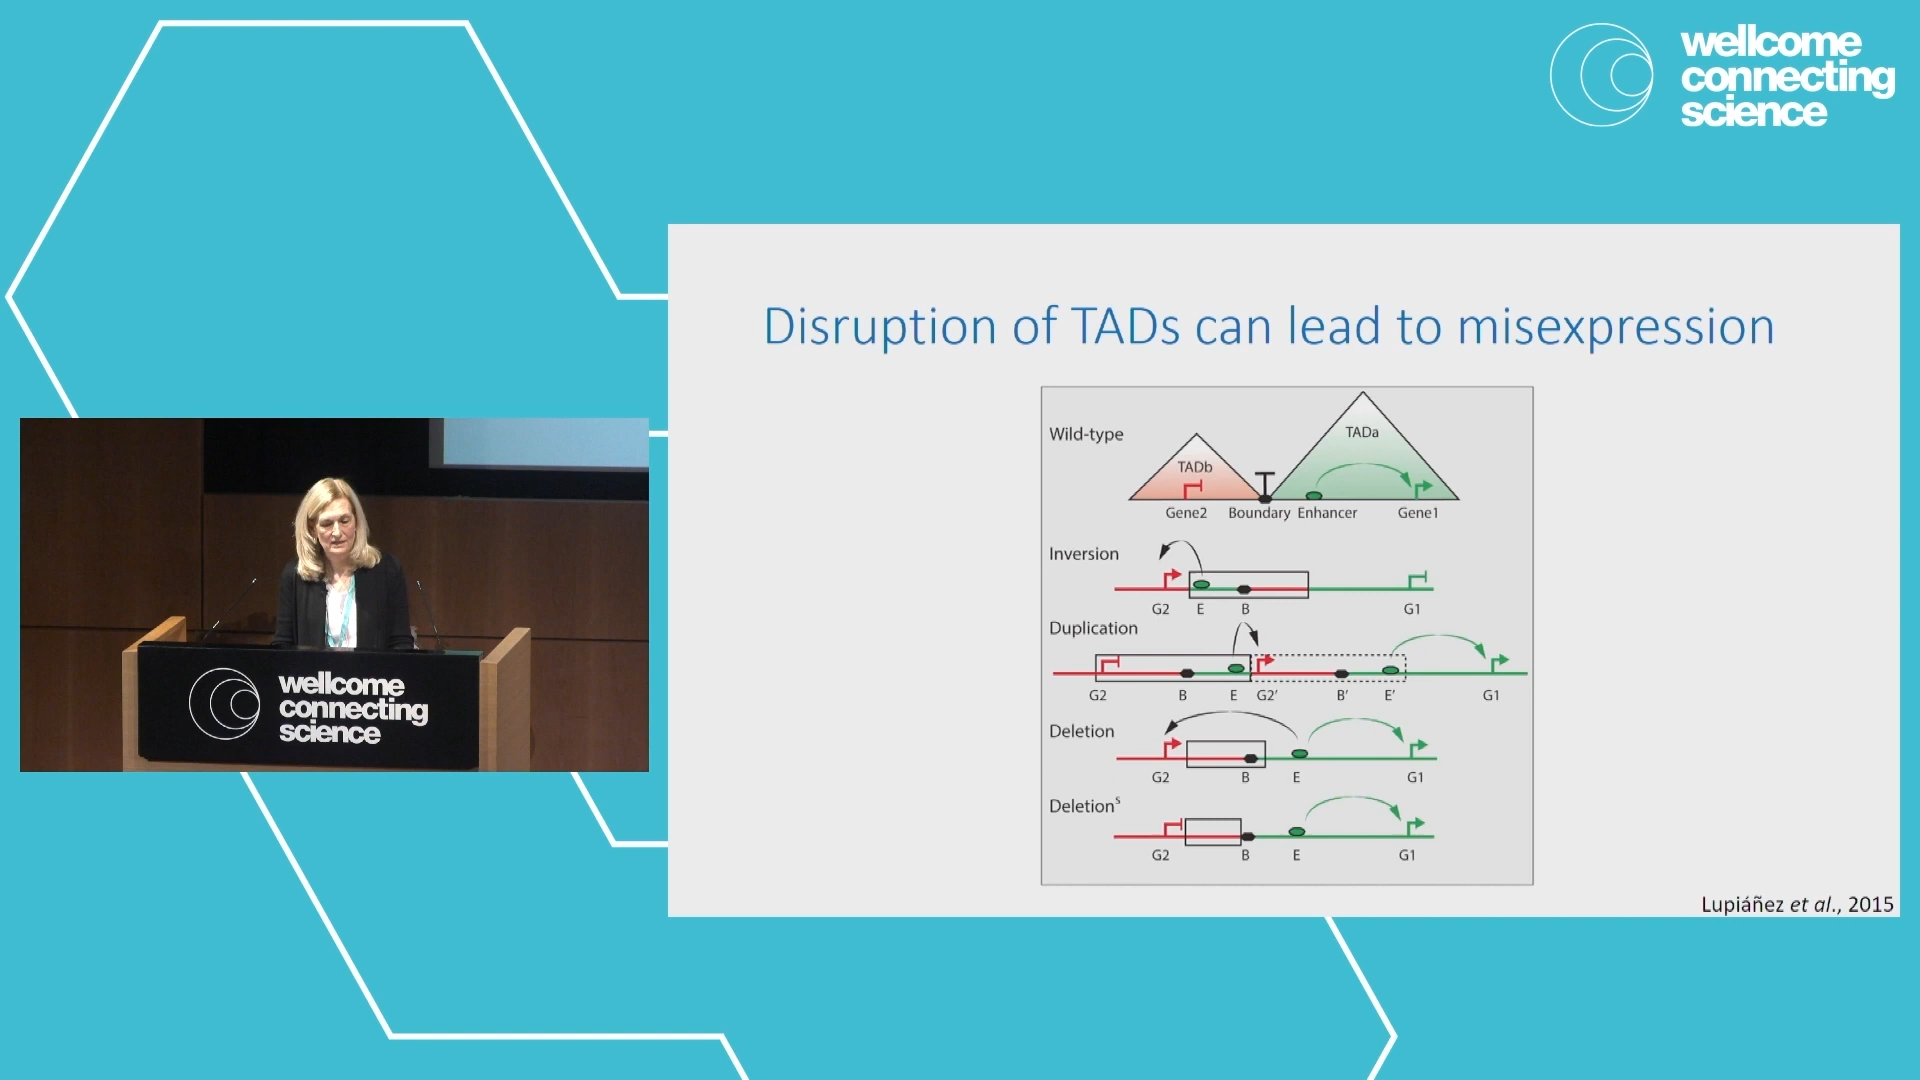 wellcome
connecting
science
Disruption of TADs can lead to misexpression
Wild-type
TADb
TADa
Gene2 Boundary Enhancer Gene1
Inversion
G2 E B G1
Duplication
G2 B E G2′ B′ E′ G1
Deletion
G2 B E G1
Deletionˢ
G2 B E G1
Lupiáñez et al., 2015
wellcome
connecting
science